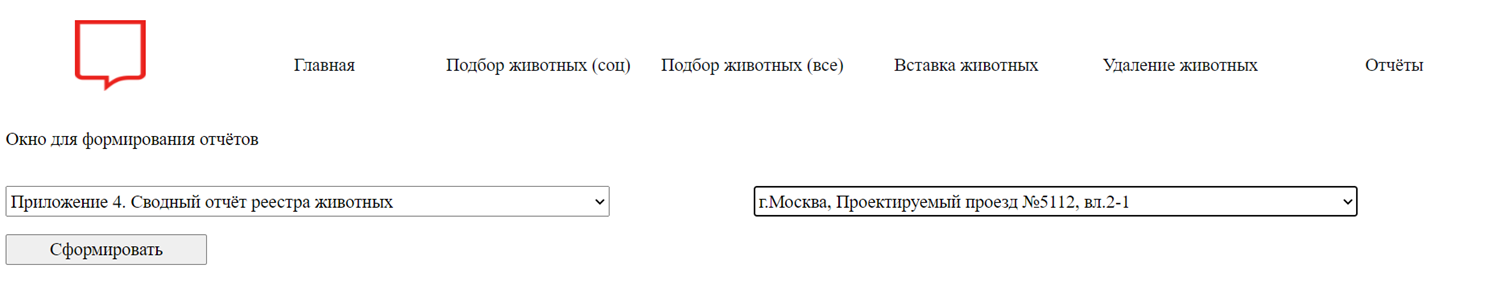 Главная Подбор животных (соц) Подбор животных (все) Вставка животных Удаление животных Отчёты
Окно для формирования отчётов
Приложение 4. Сводный отчёт реестра животных г.Москва, Проектируемый проезд №5112, вл.2-1
Сформировать